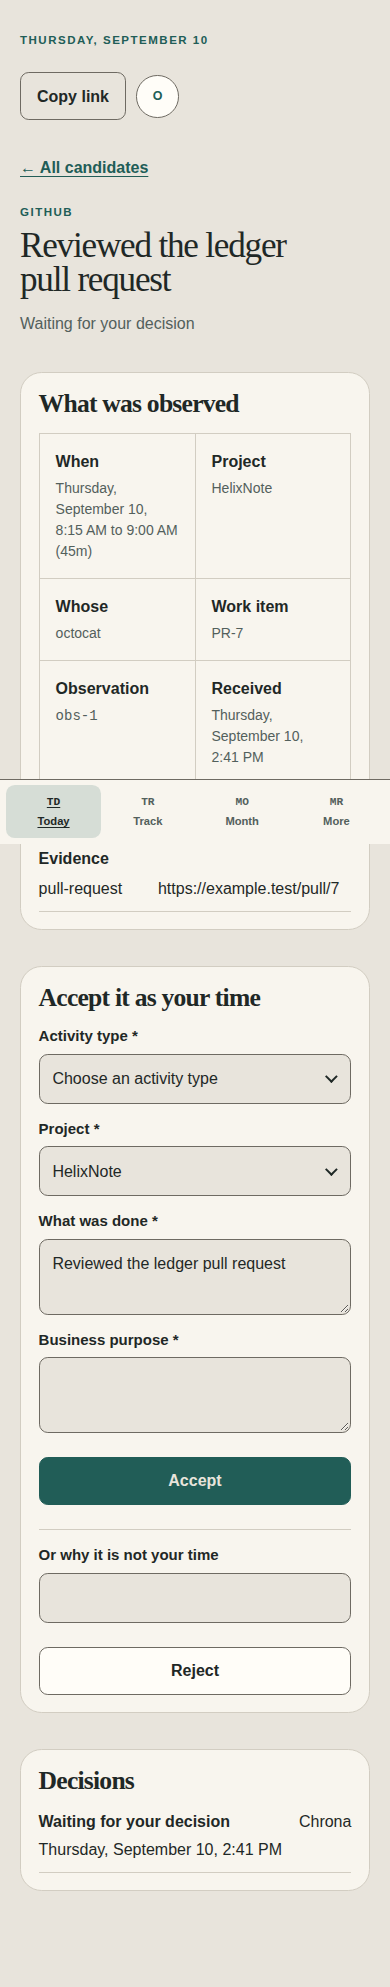 THURSDAY, SEPTEMBER 10
Copy link
O
← All candidates
GITHUB
Reviewed the ledger
pull request
Waiting for your decision
What was observed
When
Thursday,
September 10,
8:15 AM to 9:00 AM
(45m)
Project
HelixNote
Whose
octocat
Work item
PR-7
Observation
obs-1
Received
Thursday,
September 10,
2:41 PM
TD
Today
TR
Track
MO
Month
MR
More
Evidence
pull-request https://example.test/pull/7
Accept it as your time
Activity type *
Choose an activity type
Project *
HelixNote
What was done *
Reviewed the ledger pull request
Business purpose *
Accept
Or why it is not your time
Reject
Decisions
Waiting for your decision Chrona
Thursday, September 10, 2:41 PM